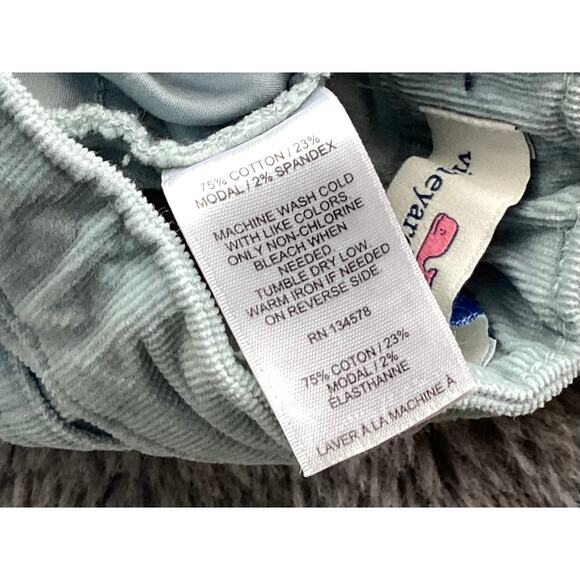 75% COTTON / 23%
MODAL / 2% SPANDEX
MACHINE WASH COLD
WITH LIKE COLORS.
ONLY NON-CHLORINE
BLEACH WHEN
NEEDED.
TUMBLE DRY LOW.
WARM IRON IF NEEDED
ON REVERSE SIDE.
RN 134578
75% COTON / 23%
MODAL / 2%
ÉLASTHANNE
LAVER À LA MACHINE À
vineyar